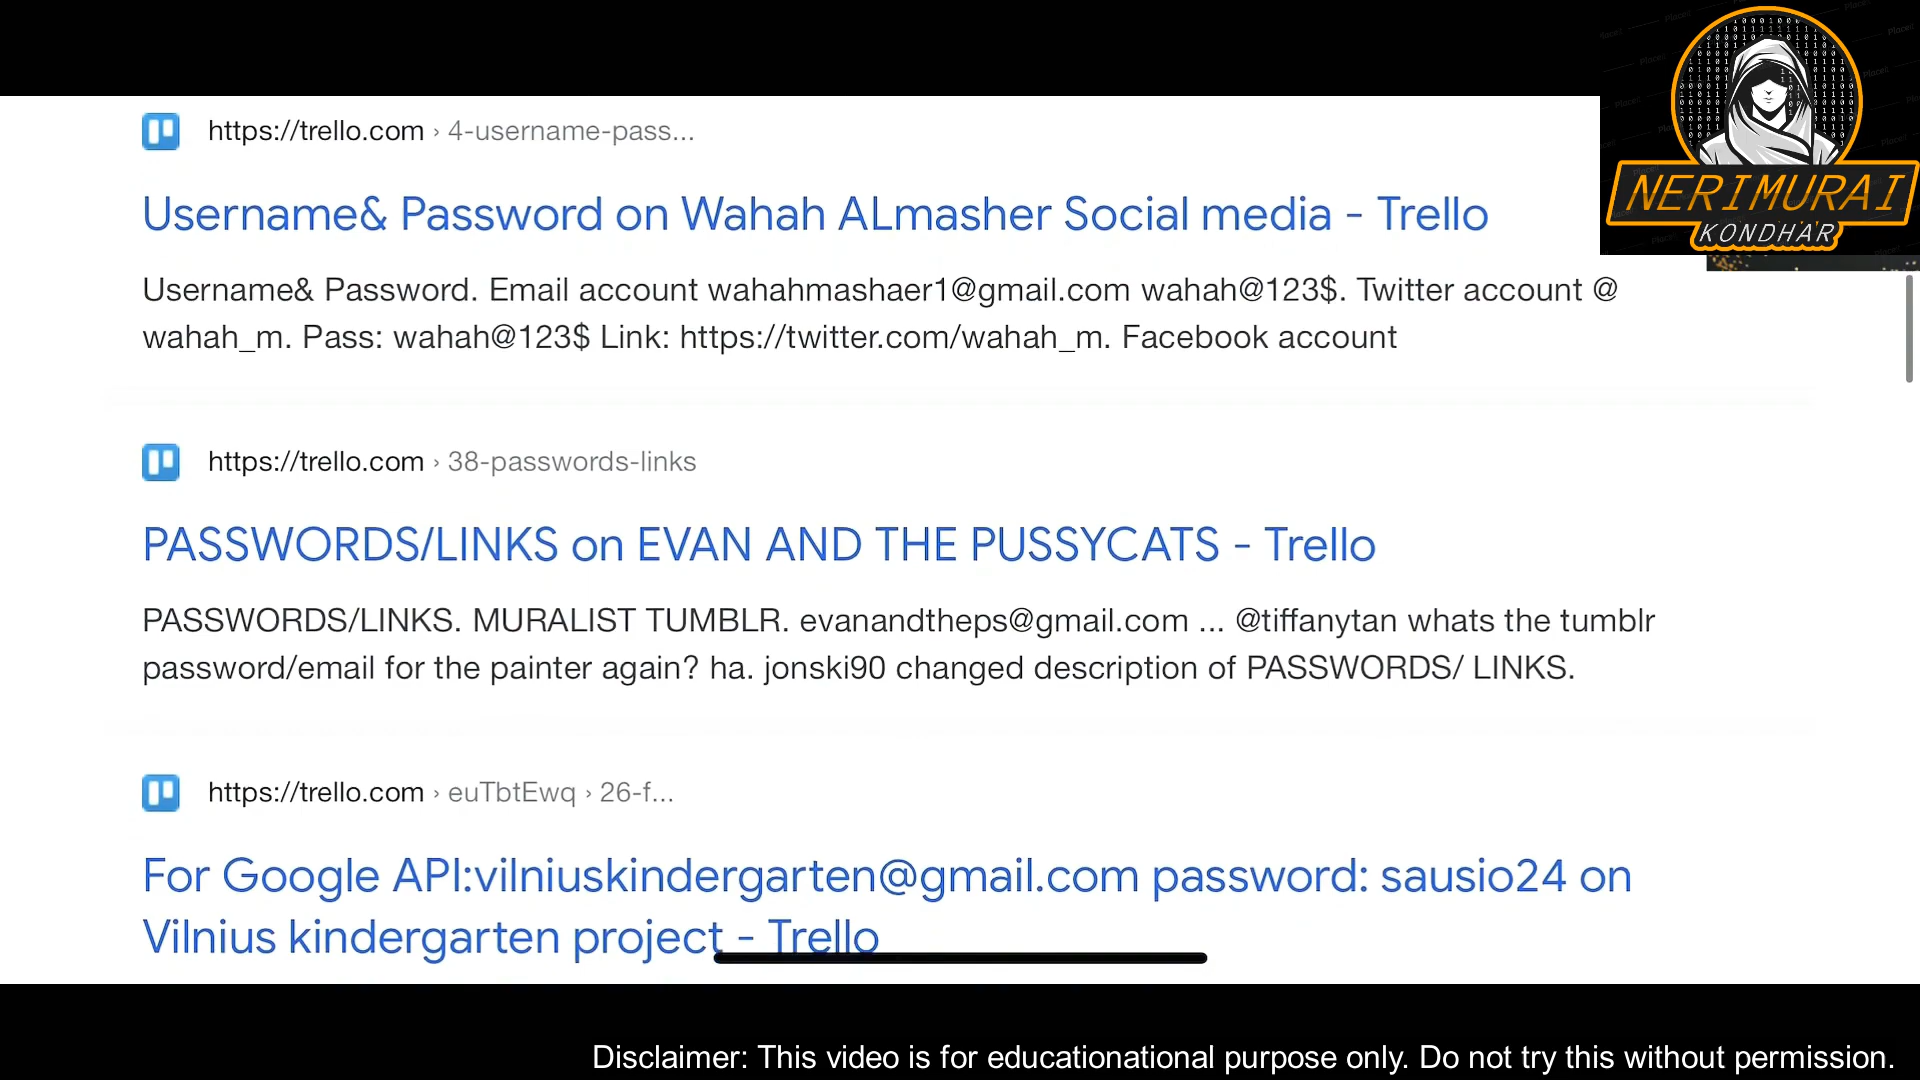 https://trello.com › 4-username-pass...
Username& Password on Wahah ALmasher Social media - Trello
Username& Password. Email account wahahmashaer1@gmail.com wahah@123$. Twitter account @
wahah_m. Pass: wahah@123$ Link: https://twitter.com/wahah_m. Facebook account
NERIMURAI
KONDHAR
https://trello.com › 38-passwords-links
PASSWORDS/LINKS on EVAN AND THE PUSSYCATS - Trello
PASSWORDS/LINKS. MURALIST TUMBLR. evanandtheps@gmail.com ... @tiffanytan whats the tumblr
password/email for the painter again? ha. jonski90 changed description of PASSWORDS/ LINKS.
https://trello.com › euTbtEwq › 26-f...
For Google API:vilniuskindergarten@gmail.com password: sausio24 on
Vilnius kindergarten project - Trello
Disclaimer: This video is for educationational purpose only. Do not try this without permission.